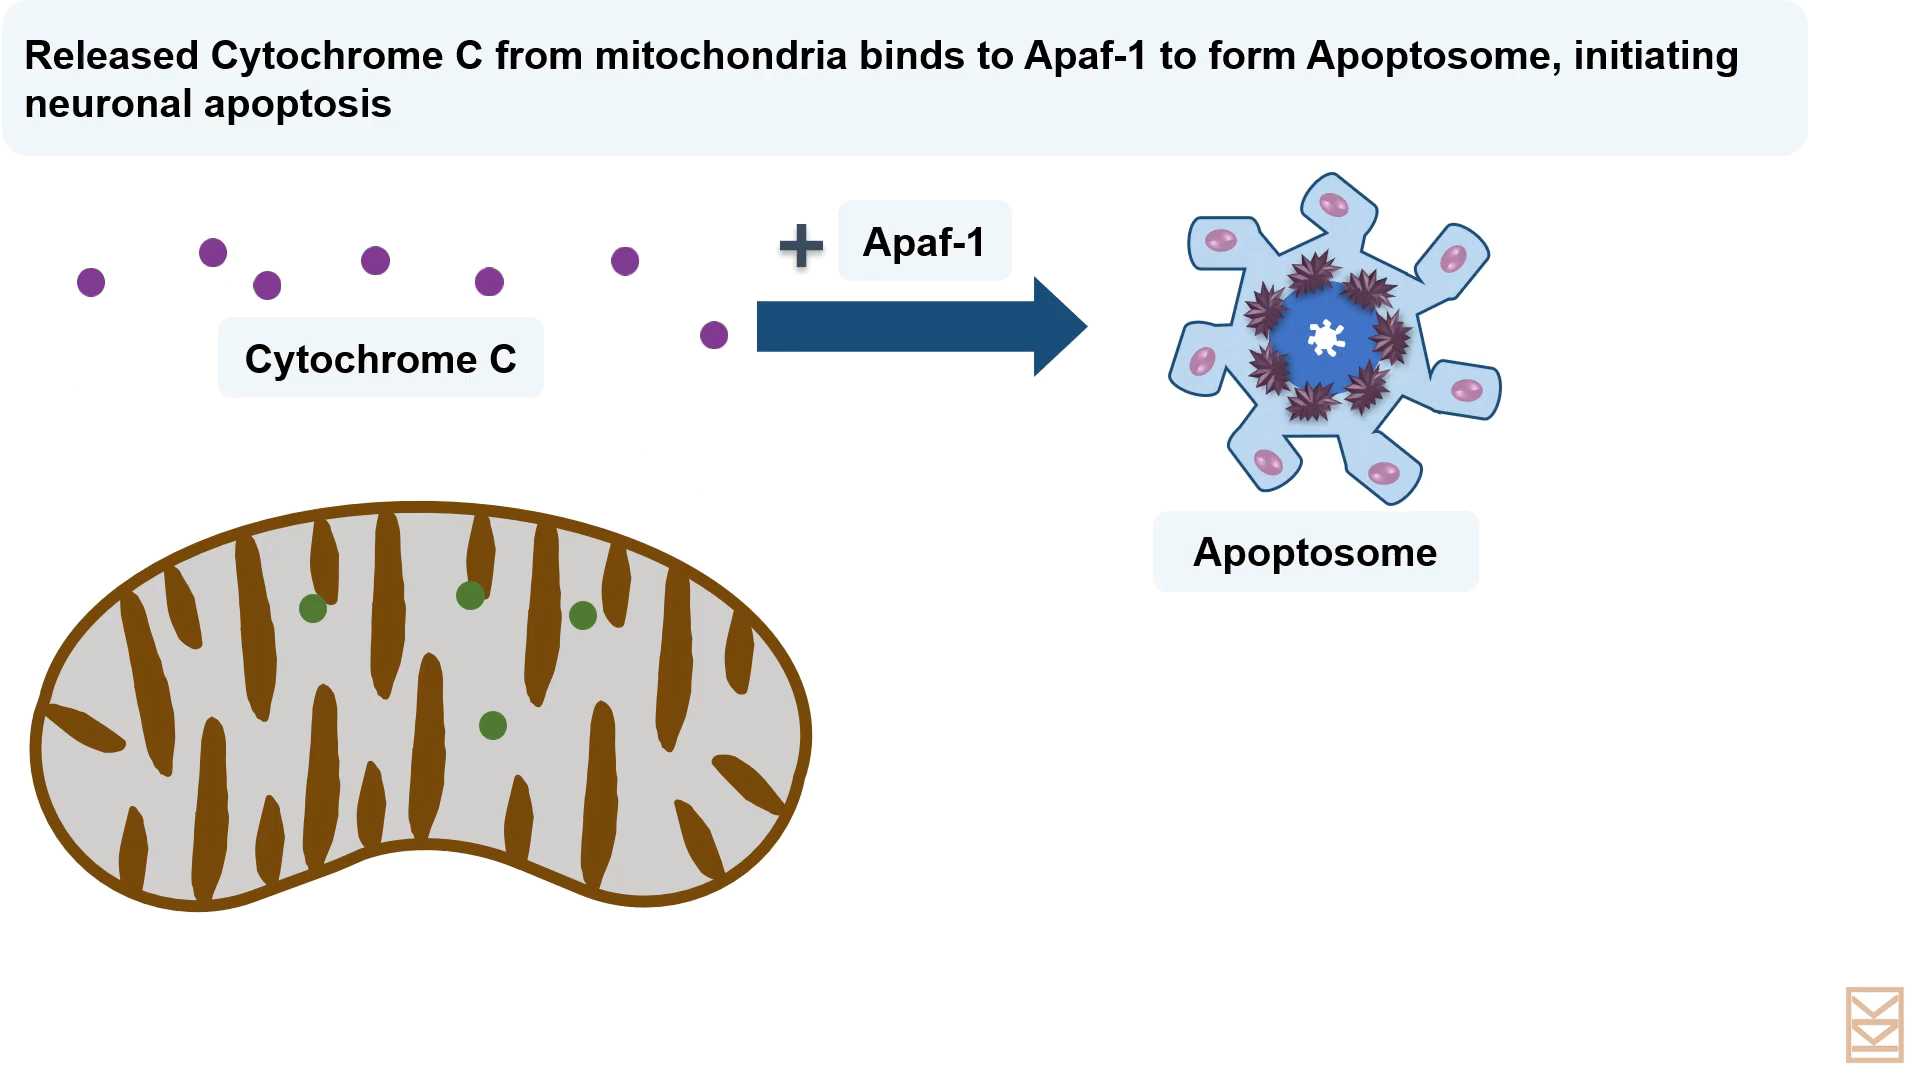 Released Cytochrome C from mitochondria binds to Apaf-1 to form Apoptosome, initiating
neuronal apoptosis
Apaf-1
Cytochrome C
Apoptosome